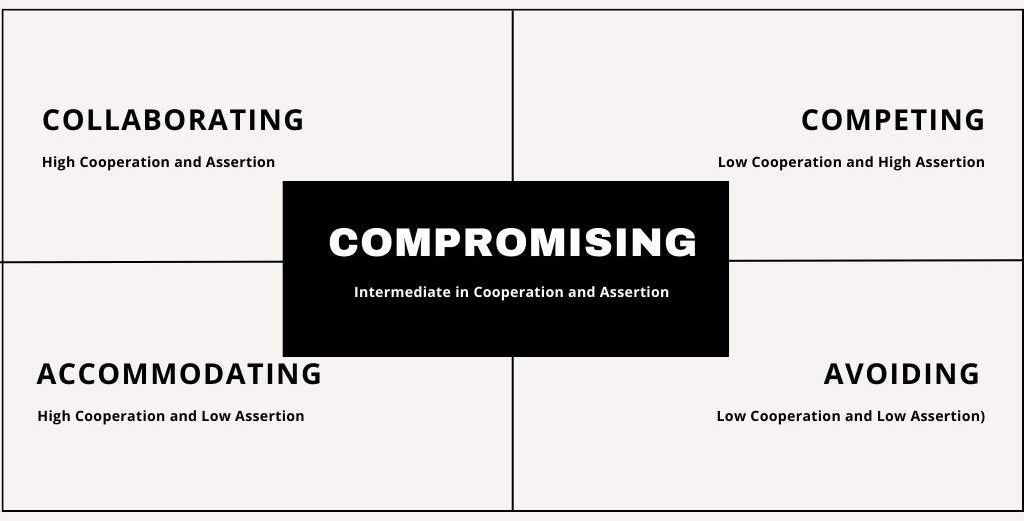 COLLABORATING
High Cooperation and Assertion
COMPETING
Low Cooperation and High Assertion
COMPROMISING
Intermediate in Cooperation and Assertion
ACCOMMODATING
High Cooperation and Low Assertion
AVOIDING
Low Cooperation and Low Assertion)